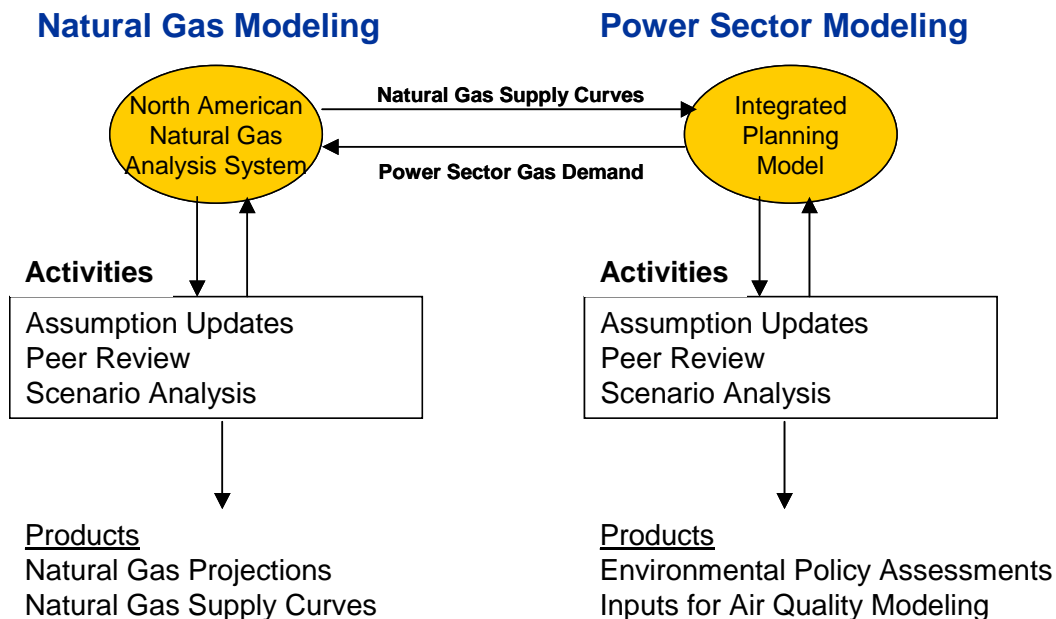 Natural Gas Modeling
Power Sector Modeling
North American
Natural Gas
Analysis System
Natural Gas Supply Curves
Power Sector Gas Demand
Integrated
Planning
Model
Activities
Assumption Updates
Peer Review
Scenario Analysis
Activities
Assumption Updates
Peer Review
Scenario Analysis
Products
Natural Gas Projections
Natural Gas Supply Curves
Products
Environmental Policy Assessments
Inputs for Air Quality Modeling